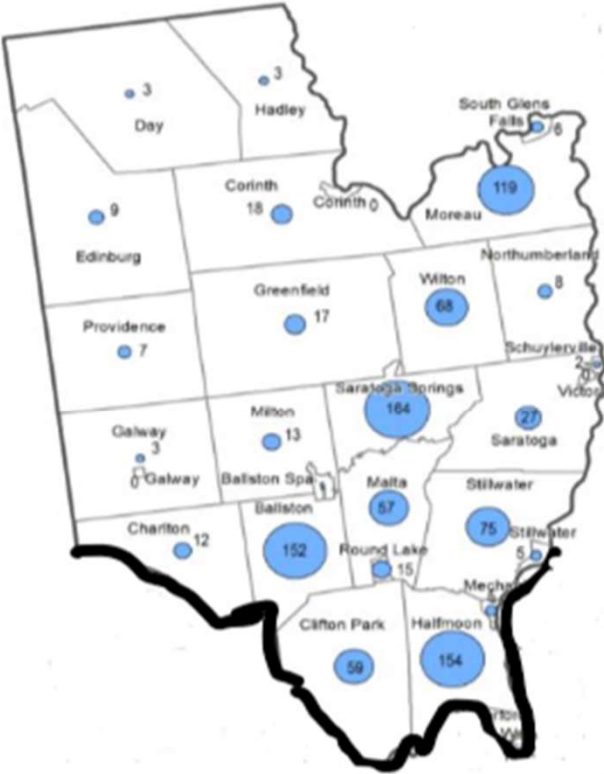 3
Day
3
Hadley
South Glens
Falls
6
119
Moreau
Corinth
18
Corinth 0
9
Edinburg
Northumberland
8
Wilton
68
Greenfield
17
Providence
7
Schuylerville
2
0
Victor
Saratoga Springs
164
27
Saratoga
Milton
13
Galway
3
0 Galway
Ballston Spa
Malta
57
Stillwater
75
Stillwater
5
Ballston
152
Charlton
12
Round Lake
15
Mecha
Clifton Park
59
Halfmoon
154